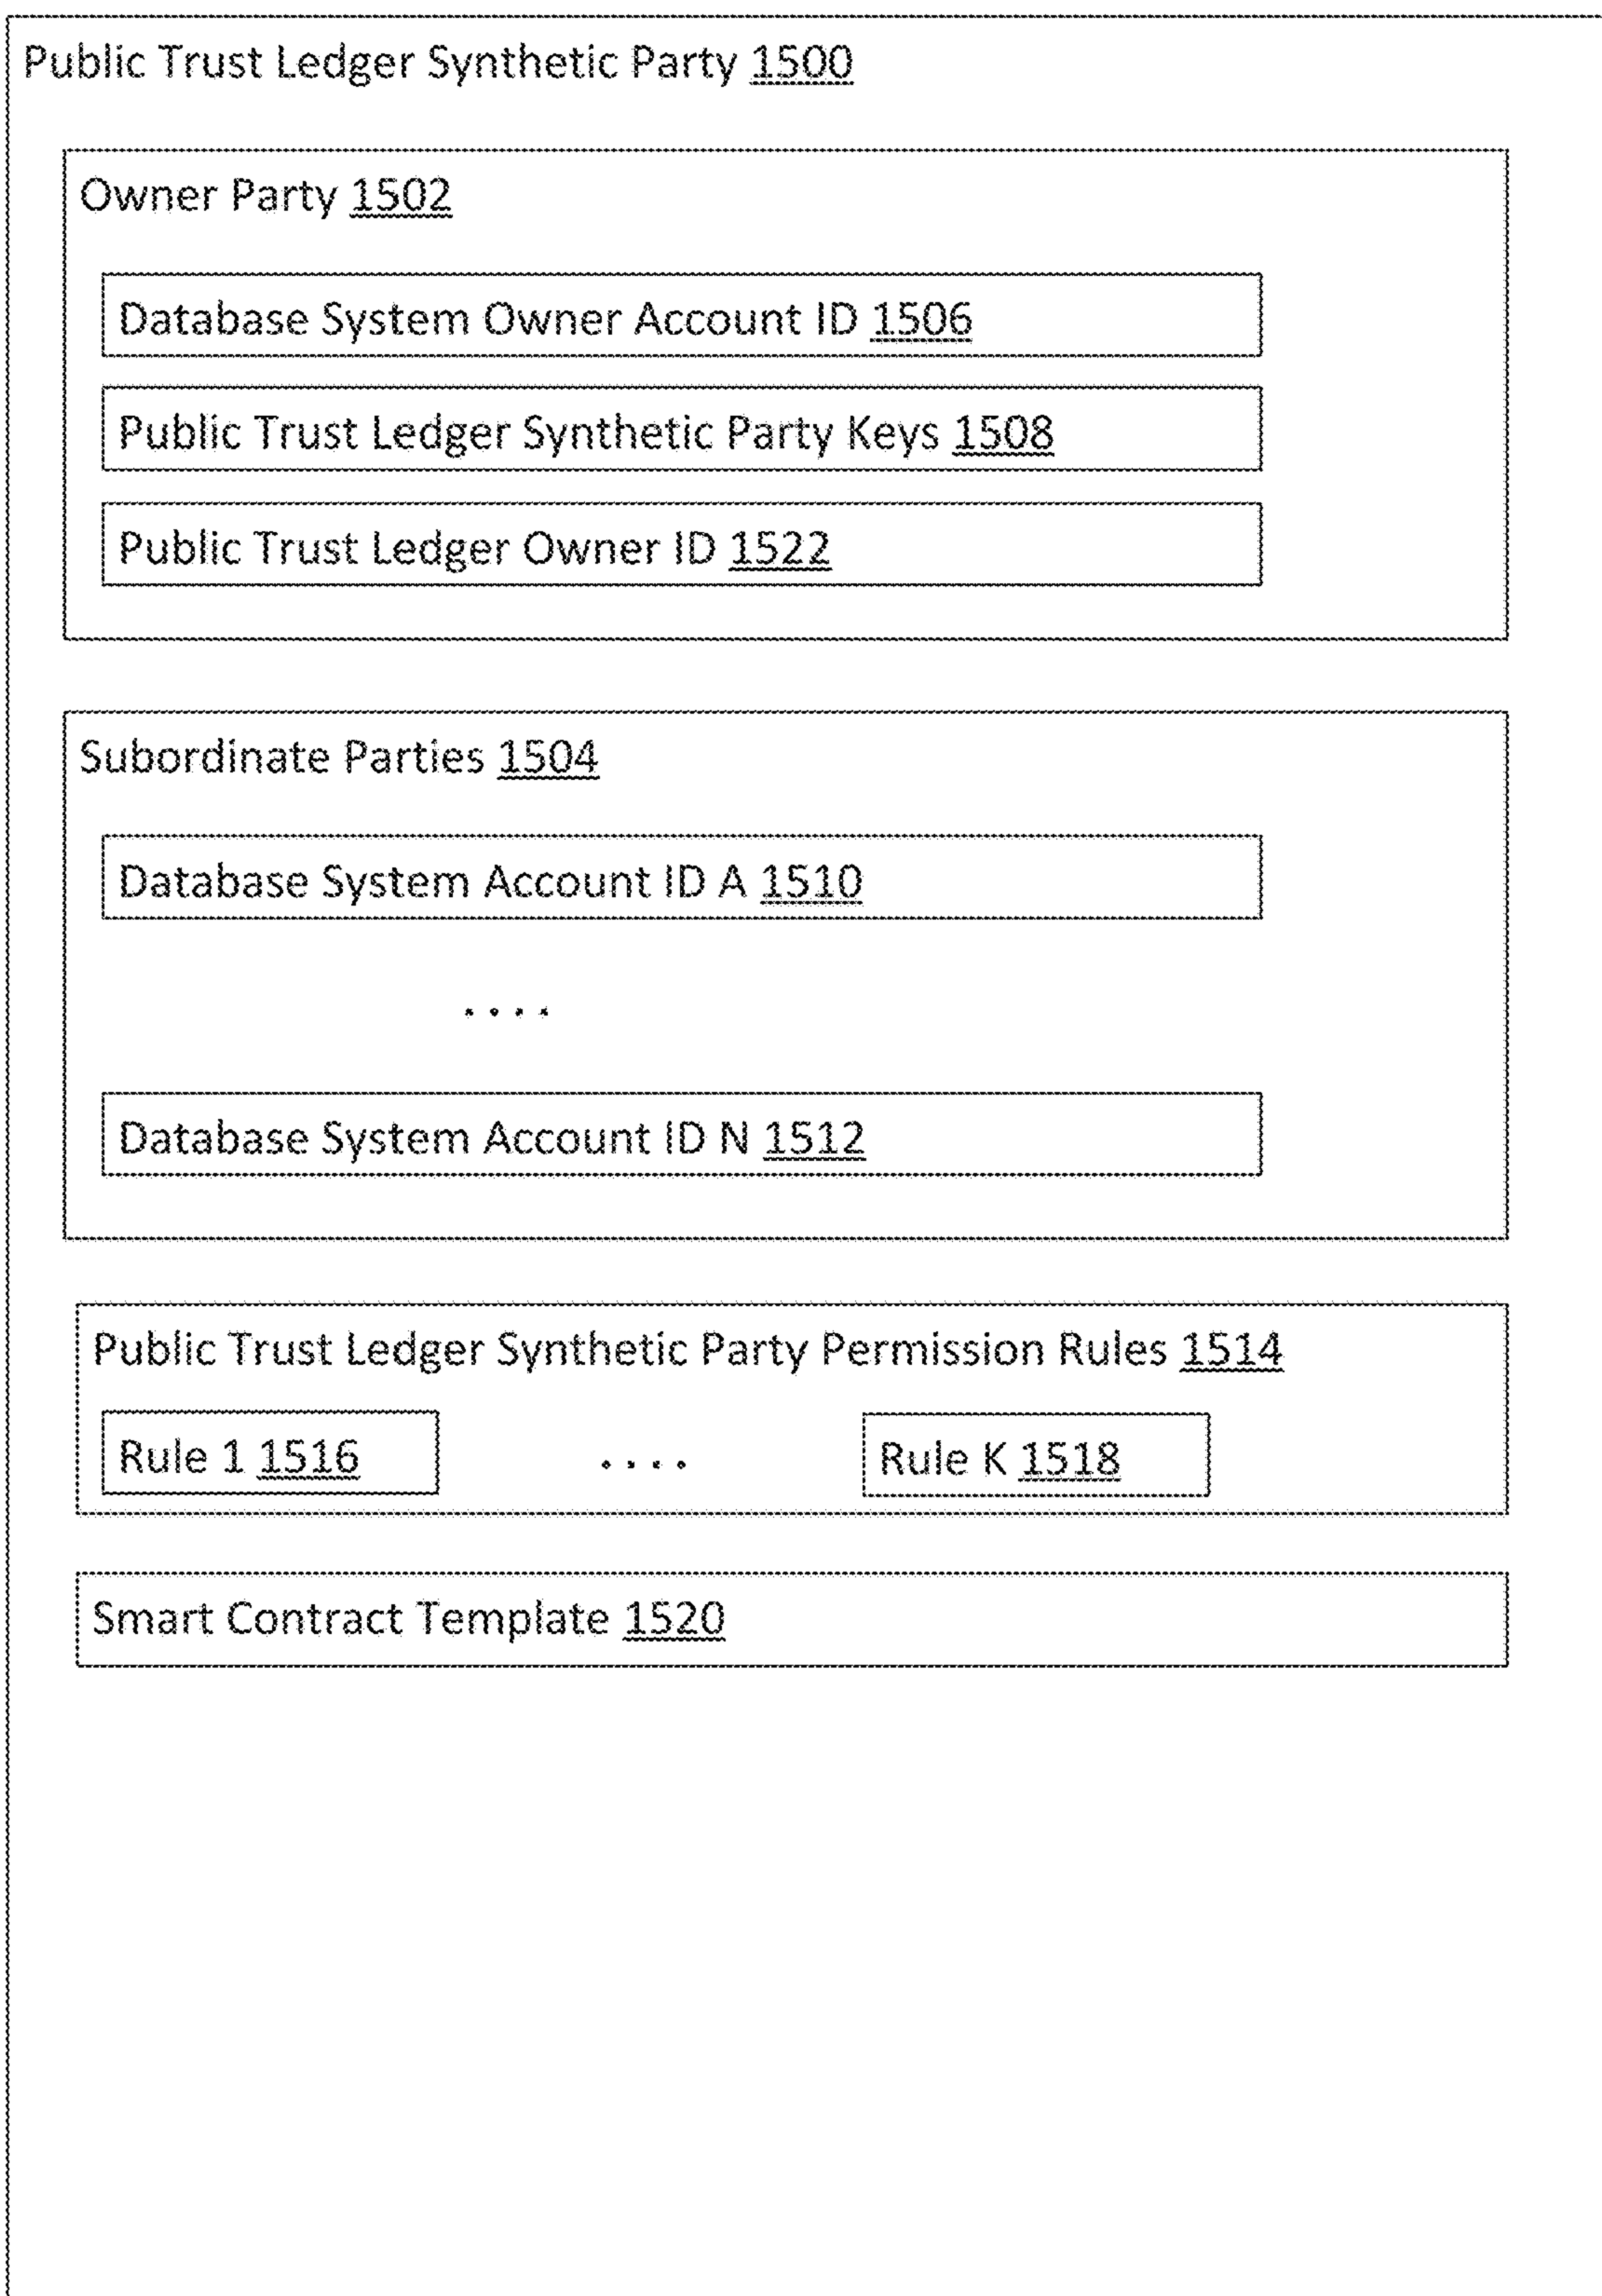 Public Trust Ledger Synthetic Party 1500
Owner Party 1502
Database System Owner Account ID 1506
Public Trust Ledger Synthetic Party Keys 1508
Public Trust Ledger Owner ID 1522
Subordinate Parties 1504
Database System Account ID A 1510
....
Database System Account ID N 1512
Public Trust Ledger Synthetic Party Permission Rules 1514
Rule 1 1516 .... Rule K 1518
Smart Contract Template 1520